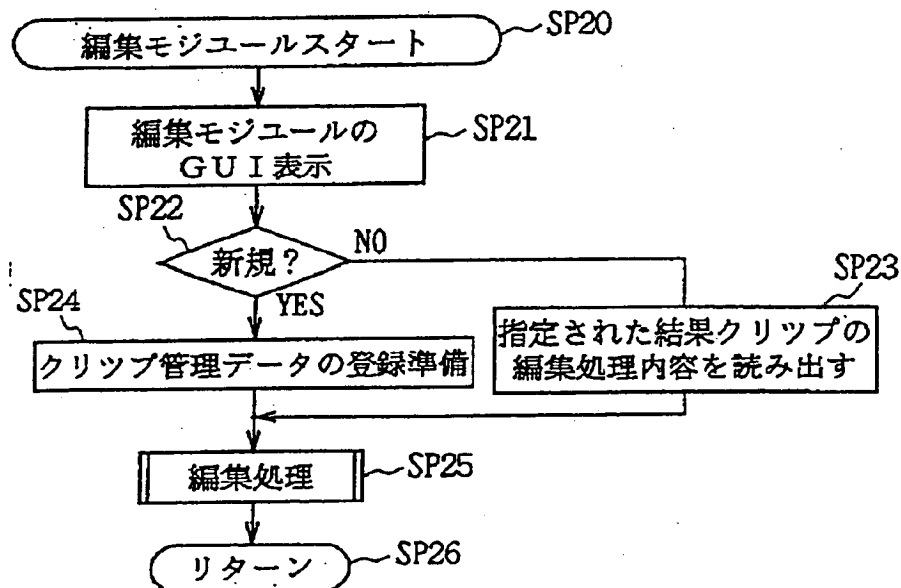 編集モジユールスタート
SP20
編集モジユールの
GUI表示
SP21
SP22
新規?
NO
YES
SP23
指定された結果クリツプの
編集処理内容を読み出す
SP24
クリツプ管理データの登録準備
編集処理
SP25
リターン
SP26